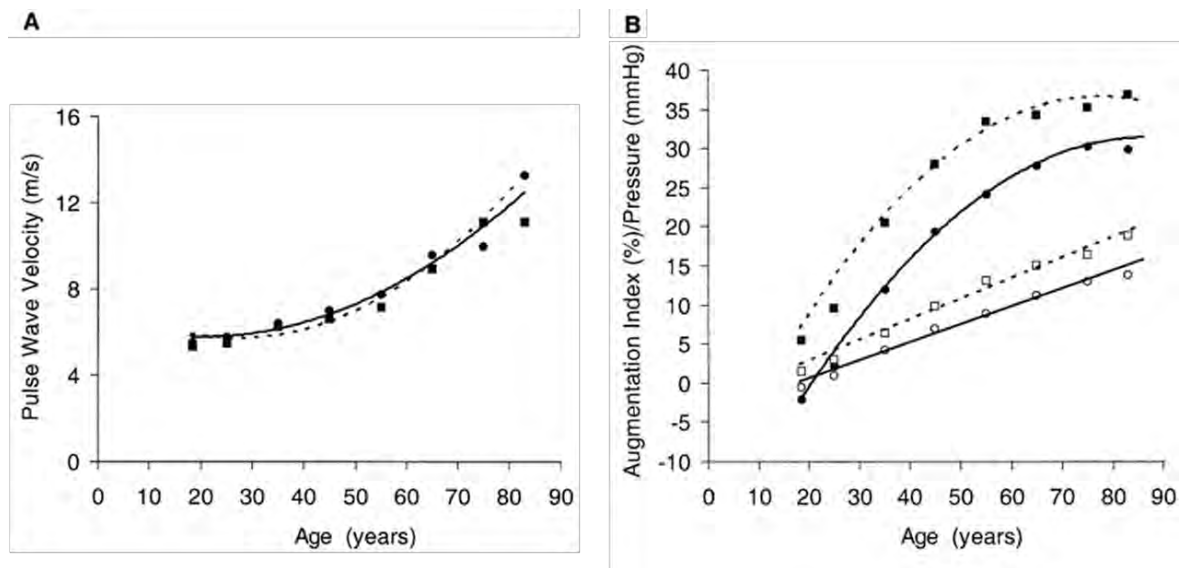 A
B
Pulse Wave Velocity (m/s)
16
12
8
4
0
0 10 20 30 40 50 60 70 80 90
Age (years)
Augmentation Index (%)/Pressure (mmHg)
40
35
30
25
20
15
10
5
0
-5
-10
0 10 20 30 40 50 60 70 80 90
Age (years)